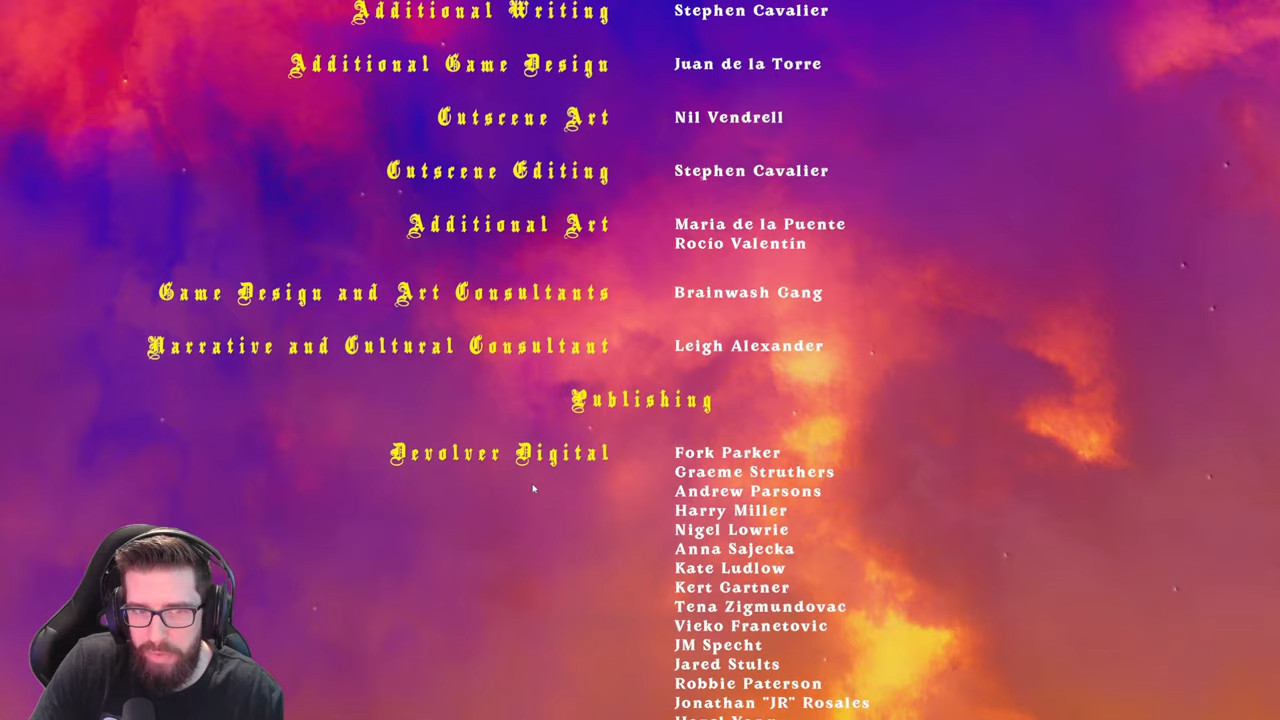 Additional Writing Stephen Cavalier
Additional Game Design Juan de la Torre
Cutscene Art Nil Vendrell
Cutscene Editing Stephen Cavalier
Additional Art Maria de la Puente
Rocío Valentín
Game Design and Art Consultants Brainwash Gang
Narrative and Cultural Consultant Leigh Alexander
Publishing
Devolver Digital Fork Parker
Graeme Struthers
Andrew Parsons
Harry Miller
Nigel Lowrie
Anna Sajecka
Kate Ludlow
Kert Gartner
Tena Zigmundovac
Vieko Franetovic
JM Specht
Jared Stults
Robbie Paterson
Jonathan "JR" Rosales